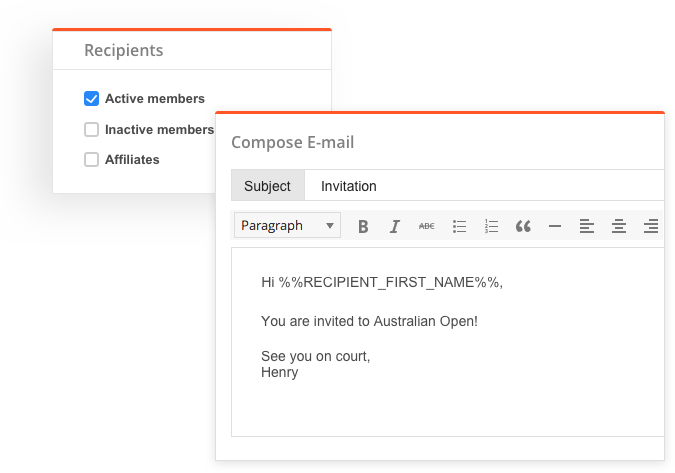 Recipients
Active members
Inactive members
Affiliates
Compose E-mail
Subject Invitation
Paragraph B I ABC
Hi %%RECIPIENT_FIRST_NAME%%,
You are invited to Australian Open!
See you on court,
Henry